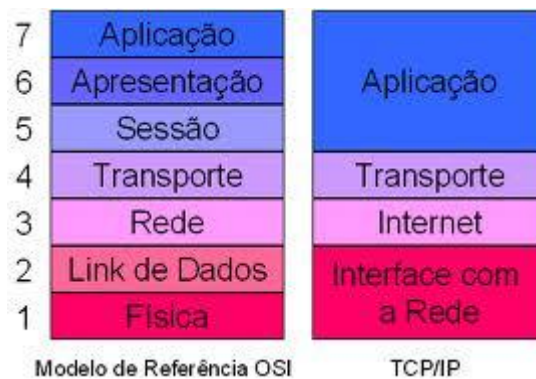 7 Aplicação
6 Apresentação
5 Sessão
4 Transporte
3 Rede
2 Link de Dados
1 Física
Modelo de Referência OSI
Aplicação
Transporte
Internet
Interface com
a Rede
TCP/IP